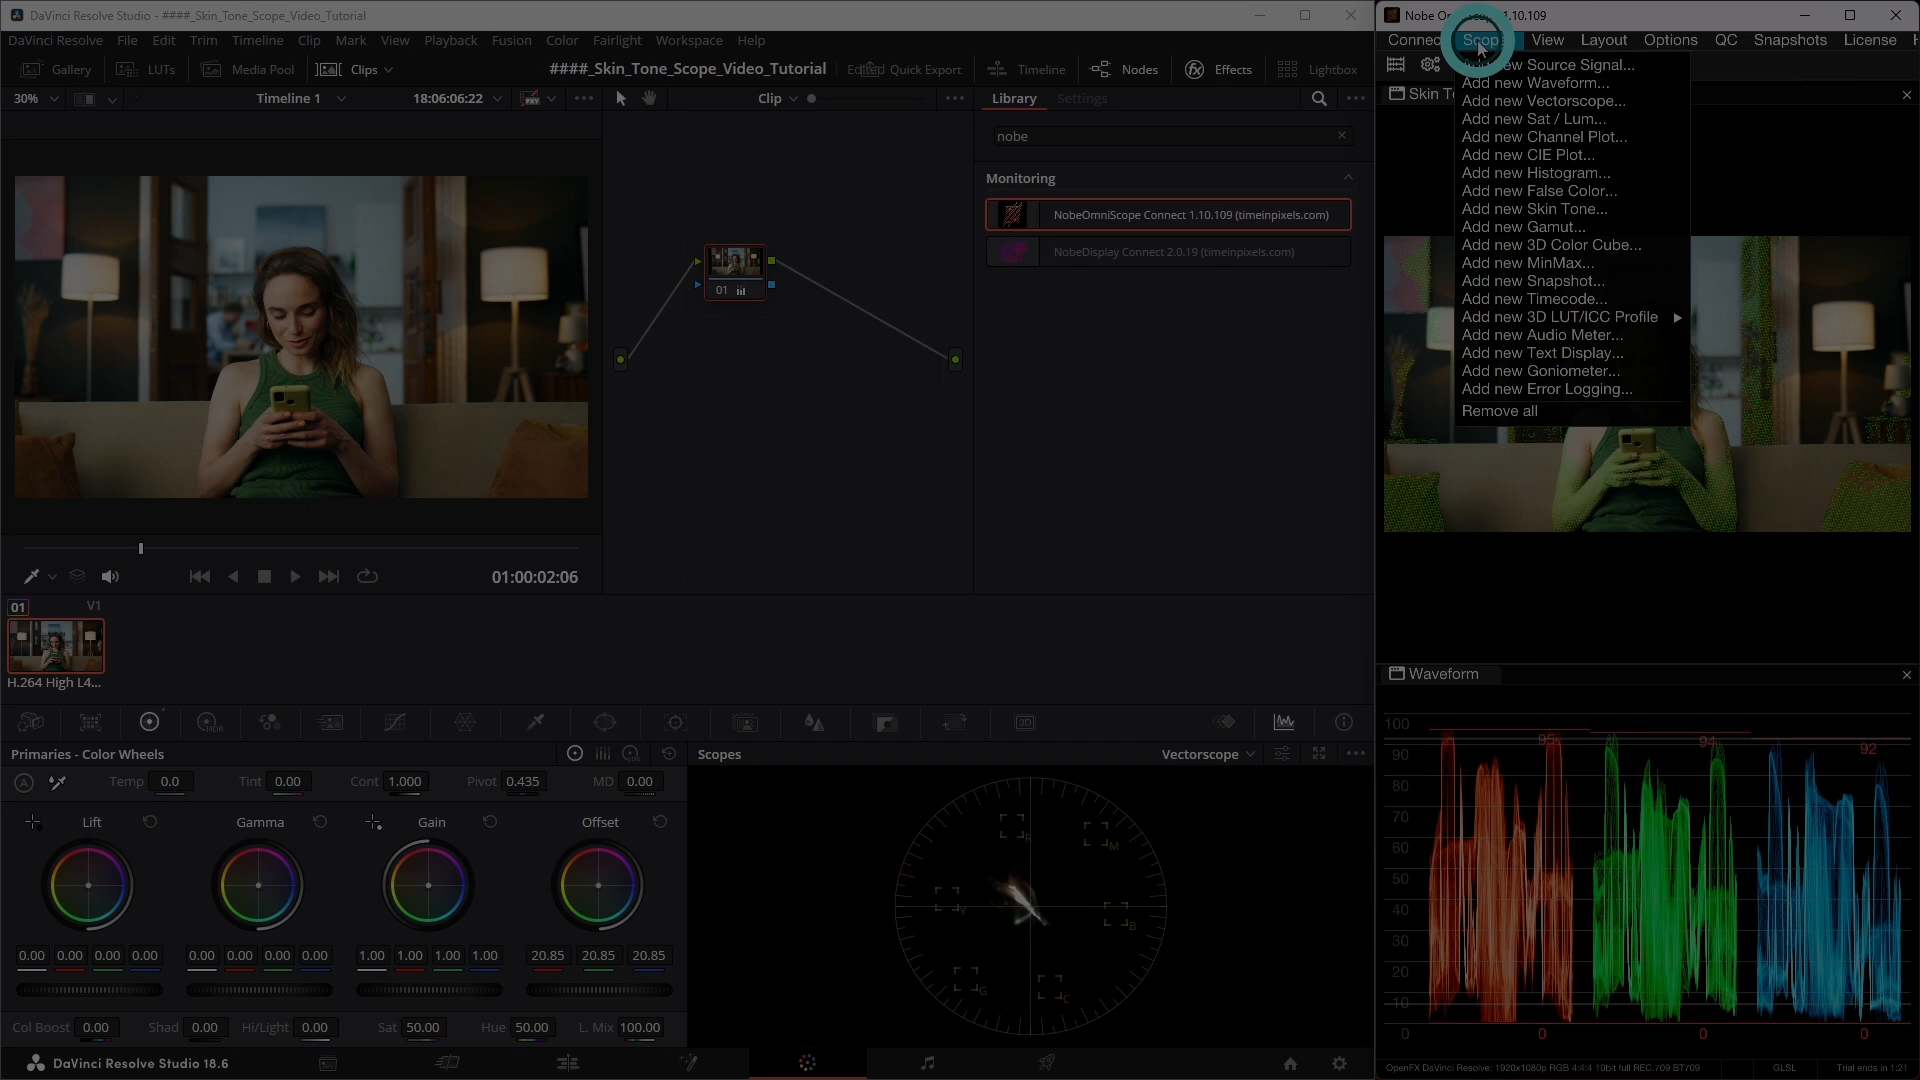 DaVinci Resolve Studio - ####_Skin_Tone_Scope_Video_Tutorial
DaVinci Resolve File Edit Trim Timeline Clip Mark View Playback Fusion Color Fairlight Workspace Help
Gallery LUTs Media Pool Clips
####_Skin_Tone_Scope_Video_Tutorial
Quick Export Timeline Nodes Effects Lightbox
30% Timeline 1 18:06:06:22 Clip
Library Settings
nobe
Monitoring
NobeOmniScope Connect 1.10.109 (timeinpixels.com)
NobeDisplay Connect 2.0.19 (timeinpixels.com)
01
01:00:02:06
01 V1
H.264 High L4...
Primaries - Color Wheels
Temp 0.0 Tint 0.00 Cont 1.000 Pivot 0.435 MD 0.00
Lift Gamma Gain Offset
0.00 0.00 0.00 0.00
0.00 0.00 0.00 0.00
1.00 1.00 1.00 1.00
20.85 20.85 20.85
Col Boost 0.00 Shad 0.00 Hi/Light 0.00 Sat 50.00 Hue 50.00 L. Mix 100.00
DaVinci Resolve Studio 18.6
Scopes Vectorscope
R
M
Y
B
G
C
1.10.109
Scop View Layout Options QC Snapshots License
Source Signal...
Add new Waveform...
Add new Vectorscope...
Add new Sat / Lum...
Add new Channel Plot...
Add new CIE Plot...
Add new Histogram...
Add new False Color...
Add new Skin Tone...
Add new Gamut...
Add new 3D Color Cube...
Add new MinMax...
Add new Snapshot...
Add new Timecode...
Add new 3D LUT/ICC Profile
Add new Audio Meter...
Add new Text Display...
Add new Goniometer...
Add new Error Logging...
Remove all
Waveform
100
90
80
70
60
50
40
30
20
10
0
95 94 92
0 0 0
OpenFX DaVinci Resolve: 1920x1080p RGB 4:4:4 10bit full REC.709 BT709 GLSL Trial ends in 1:21